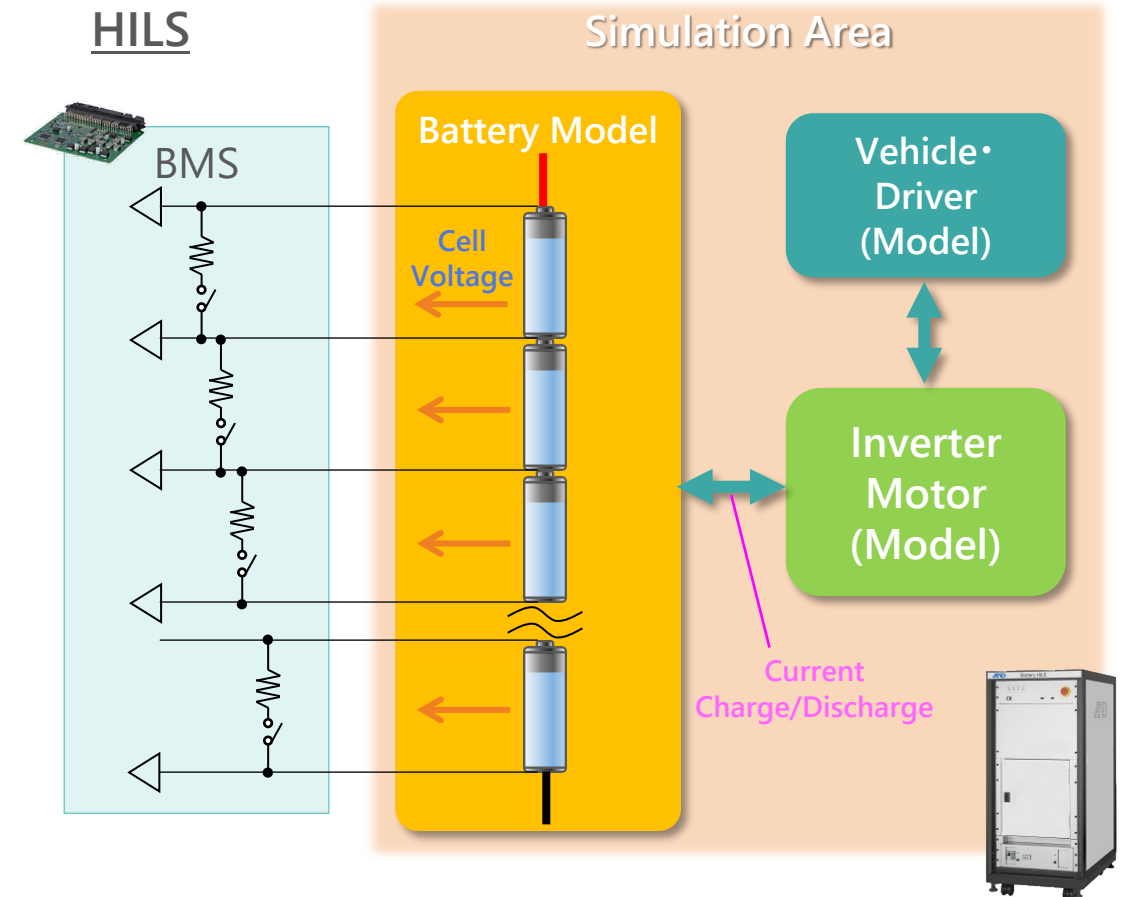 HILS
Simulation Area
BMS
Battery Model
Cell
Voltage
Vehicle・
Driver
(Model)
Inverter
Motor
(Model)
Current
Charge/Discharge
AND
Battery HILS